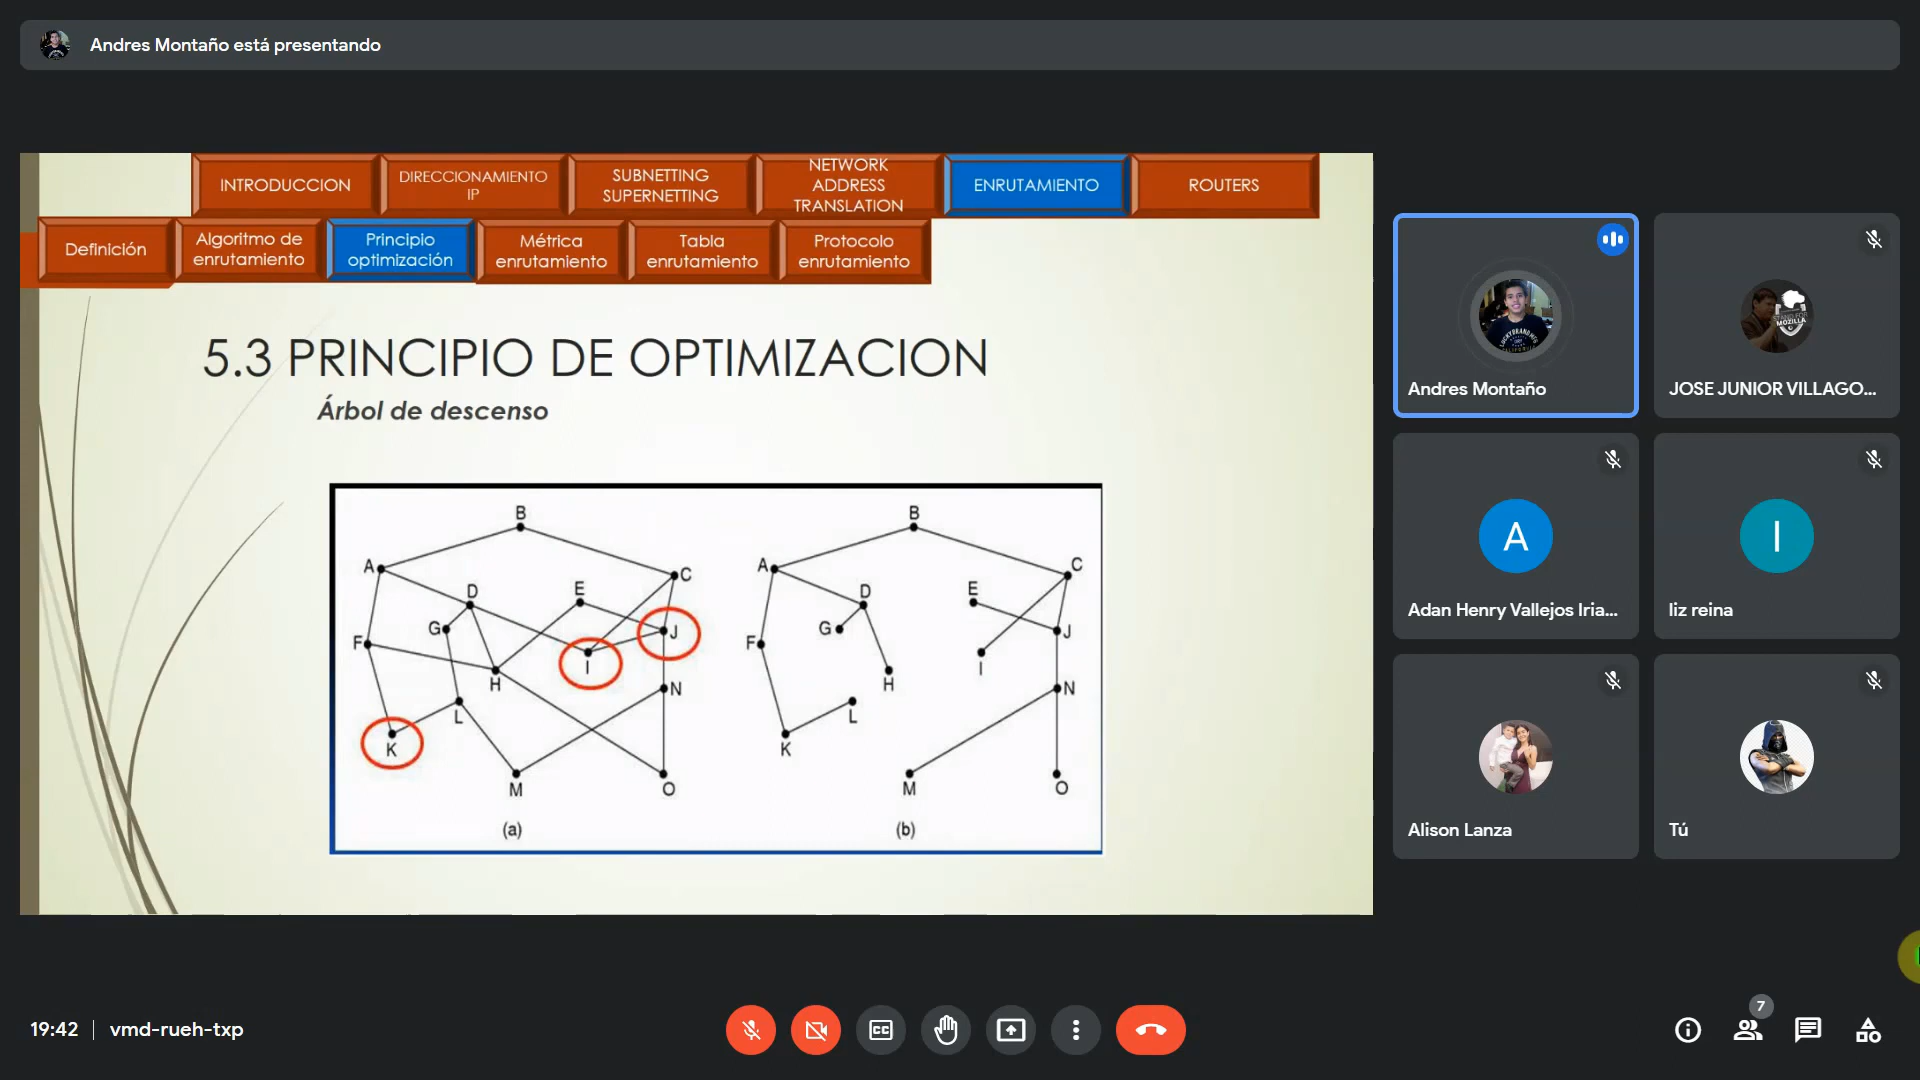 Andres Montaño está presentando
INTRODUCCION
DIRECCIONAMIENTO
IP
SUBNETTING
SUPERNETTING
NETWORK
ADDRESS
TRANSLATION
ENRUTAMIENTO
ROUTERS
Definición
Algoritmo de
enrutamiento
Principio
optimización
Métrica
enrutamiento
Tabla
enrutamiento
Protocolo
enrutamiento
5.3 PRINCIPIO DE OPTIMIZACION
Árbol de descenso
B
A
C
D
E
G
J
F
I
H
N
L
K
M
O
(a)
B
A
C
D
E
G
J
F
I
H
N
L
K
M
O
(b)
Andres Montaño
JOSE JUNIOR VILLAGO...
A
Adan Henry Vallejos Iria...
l
liz reina
Alison Lanza
Tú
19:42 | vmd-rueh-txp
CC
7